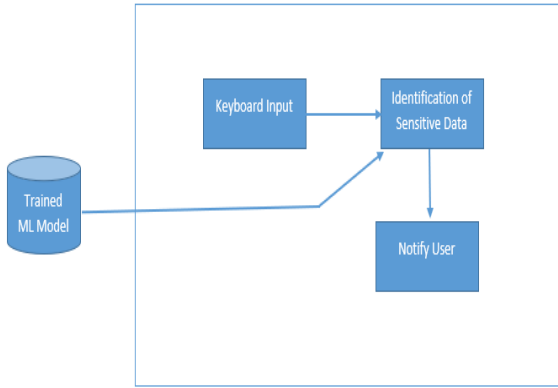 Keyboard Input
Identification of
Sensitive Data
Trained
ML Model
Notify User